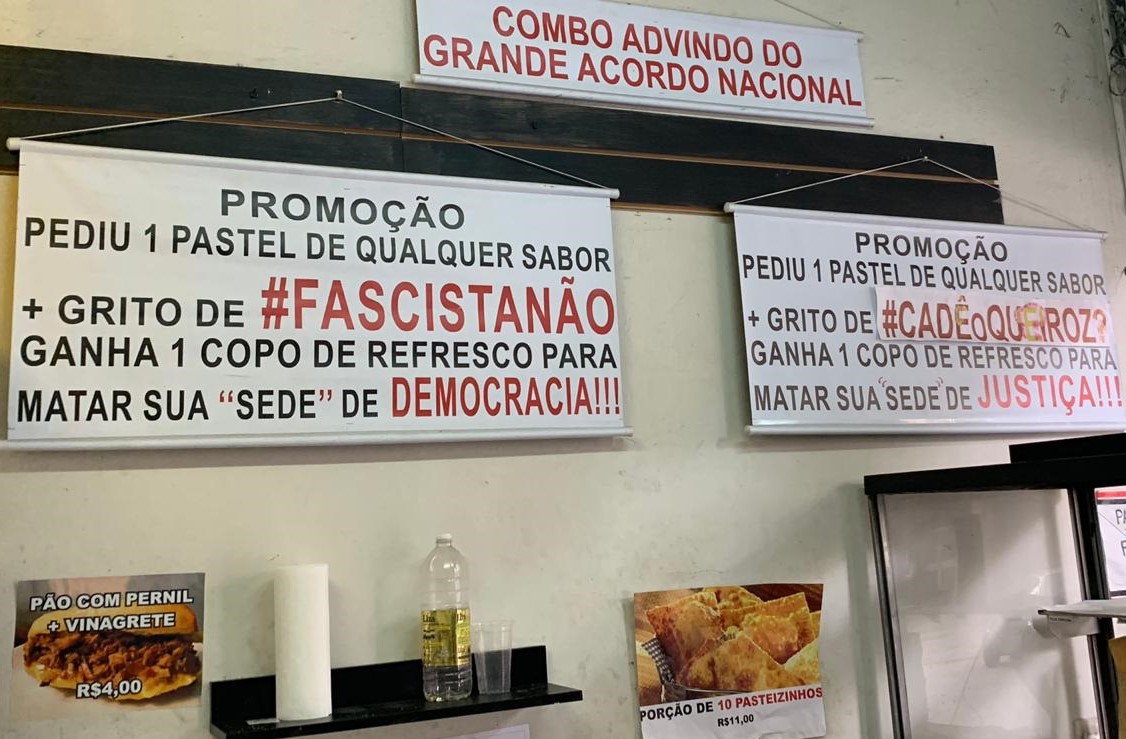 COMBO ADVINDO DO
GRANDE ACORDO NACIONAL
PROMOÇÃO
PEDIU 1 PASTEL DE QUALQUER SABOR
+ GRITO DE #FASCISTANÃO
GANHA 1 COPO DE REFRESCO PARA
MATAR SUA “SEDE” DE DEMOCRACIA!!!
PROMOÇÃO
PEDIU 1 PASTEL DE QUALQUER SABOR
+ GRITO DE #CADÊoQUEIROZ?
GANHA 1 COPO DE REFRESCO PARA
MATAR SUA “SEDE” DE JUSTIÇA!!!
PÃO COM PERNIL
+ VINAGRETE
R$4,00
Liza
PORÇÃO DE 10 PASTEIZINHOS
R$11,00